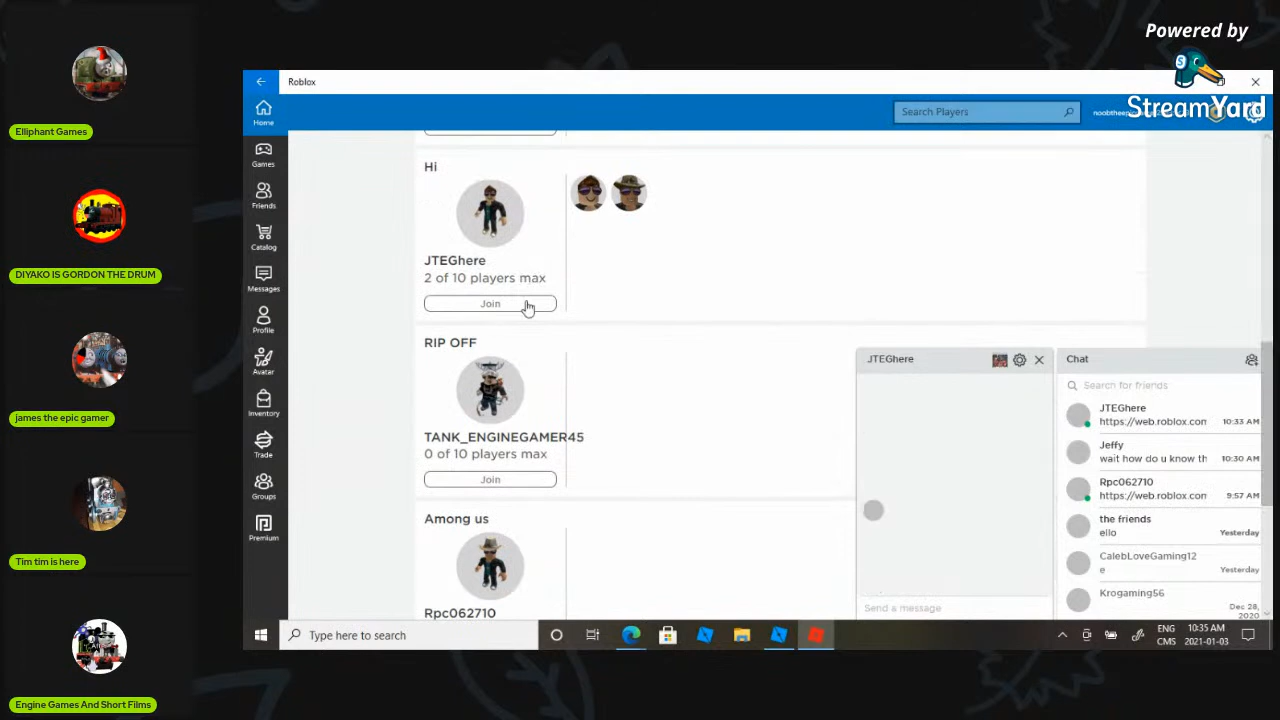 Powered by
StreamYard
Elliphant Games
DIYAKO IS GORDON THE DRUM
james the epic gamer
Tim tim is here
Engine Games And Short Films
Roblox
Search Players
Home
Games
Friends
Catalog
Messages
Profile
Avatar
Inventory
Trade
Groups
Premium
Hi
JTEGhere
2 of 10 players max
Join
RIP OFF
TANK_ENGINEGAMER45
0 of 10 players max
Join
Among us
Rpc062710
JTEGhere
Send a message
Chat
Search for friends
JTEGhere
https://web.roblox.com 10:33 AM
Jeffy
wait how do u know th 10:30 AM
Rpc062710
https://web.roblox.com 9:57 AM
the friends
ello Yesterday
CalebLoveGaming12
e Yesterday
Krogaming56
Dec 28,
2020
Type here to search
ENG 10:35 AM
CMS 2021-01-03